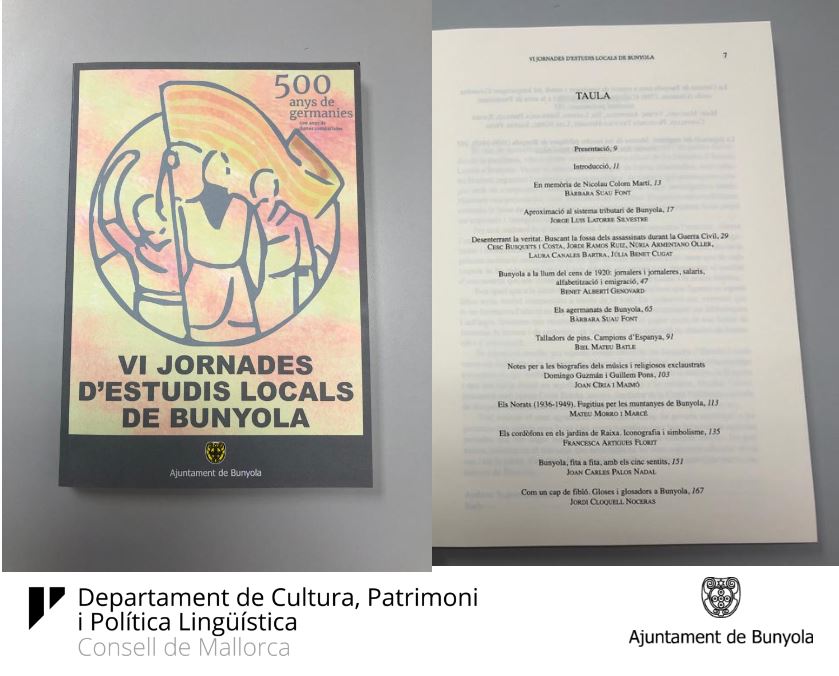 500
anys de
germanies
VI JORNADES
D'ESTUDIS LOCALS
DE BUNYOLA
Ajuntament de Bunyola
VI JORNADES D'ESTUDIS LOCALS DE BUNYOLA 7
TAULA
Presentació, 9
Introducció, 11
En memòria de Nicolau Colom Martí, 13
BÀRBARA SUAU FONT
Aproximació al sistema tributari de Bunyola, 17
JORGE LUIS LATORRE SILVESTRE
Desenterrant la veritat. Buscant la fossa dels assassinats durant la Guerra Civil, 29
CESC BUSQUETS I COSTA, JORDI RAMOS RUIZ, NÚRIA ARMENTANO OLLER,
LAURA CANALES BARTRA, JÚLIA BENET CUGAT
Bunyola a la llum del cens de 1920: jornalers i jornaleres, salaris,
alfabetització i emigració, 47
BENET ALBERTÍ GENOVARD
Els agermanats de Bunyola, 65
BÀRBARA SUAU FONT
Talladors de pins. Campions d'Espanya, 91
BIEL MATEU BATLE
Notes per a les biografies dels músics i religiosos exclaustrats
Domingo Guzmán i Guillem Pons, 103
JOAN CIRIA I MAIMÓ
Els Norats (1936-1949). Fugitius per les muntanyes de Bunyola, 113
MATEU MORRO I MARCÉ
Els cordòfons en els jardins de Raixa. Iconografia i simbolisme, 135
FRANCESCA ARTIGUES FLORIT
Bunyola, fita a fita, amb els cinc sentits, 151
JOAN CARLES PALOS NADAL
Com un cap de fibló. Gloses i glosadors a Bunyola, 167
JORDI CLOQUELL NOCERAS
Departament de Cultura, Patrimoni
i Política Lingüística
Consell de Mallorca
Ajuntament de Bunyola